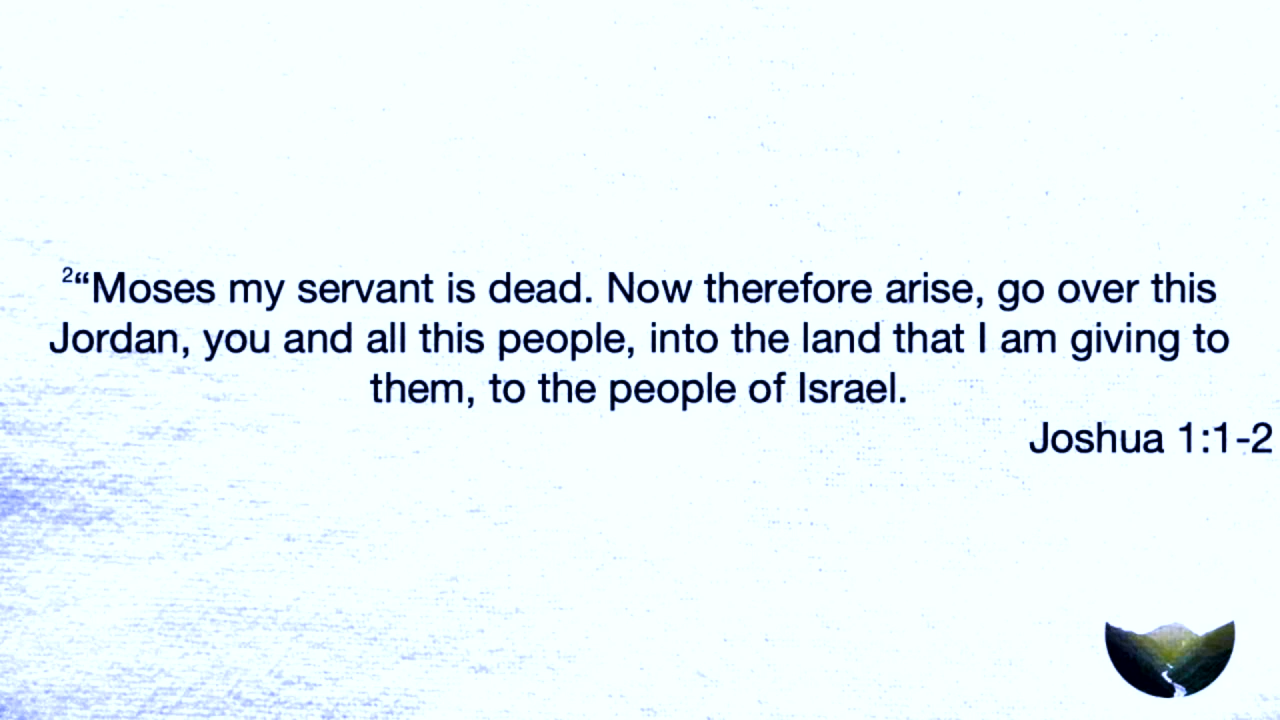 ²“Moses my servant is dead. Now therefore arise, go over this
Jordan, you and all this people, into the land that I am giving to
them, to the people of Israel.
Joshua 1:1-2